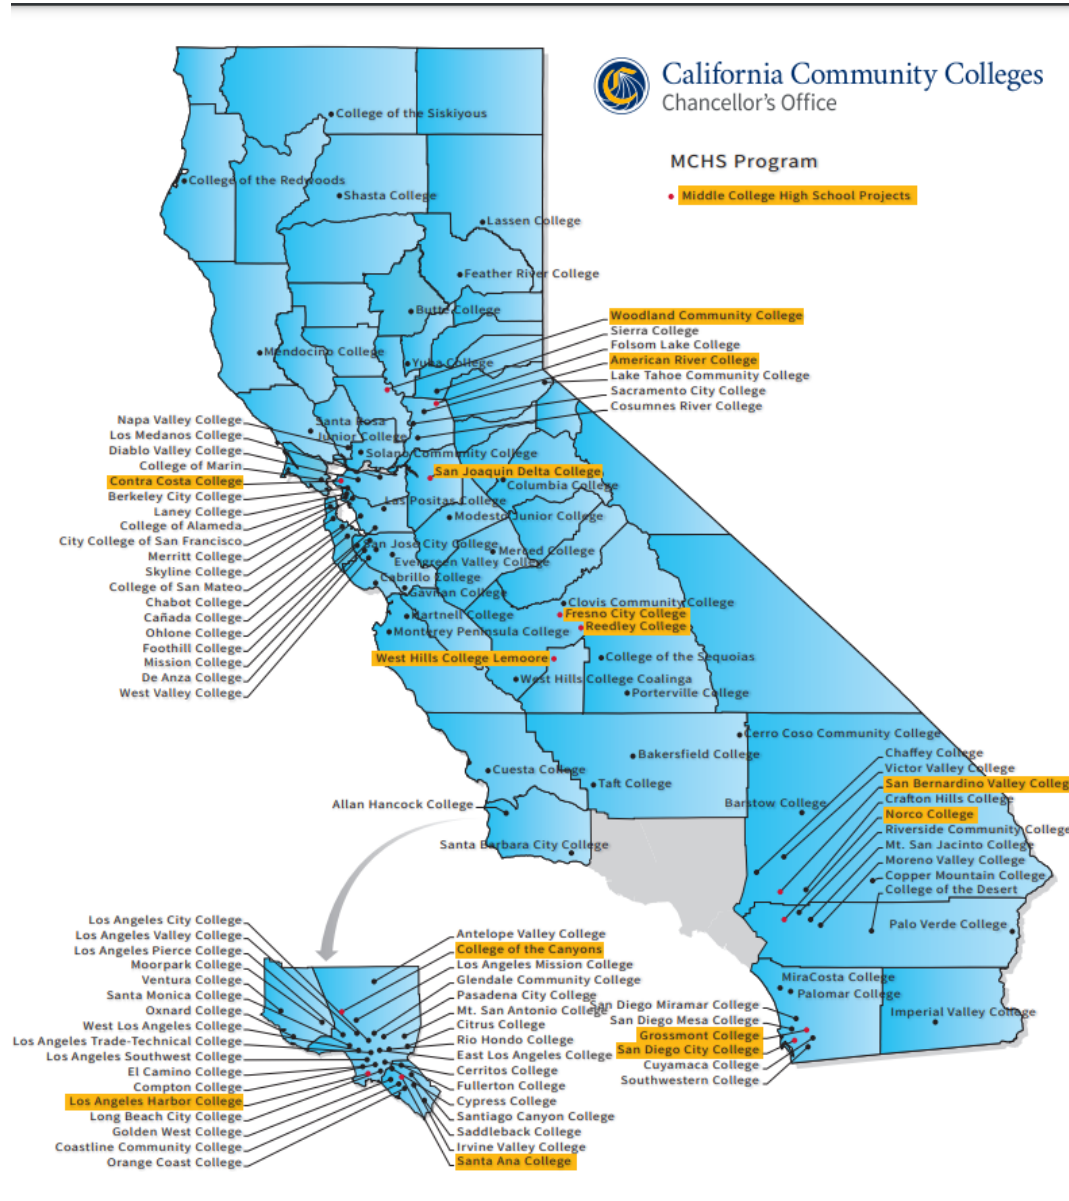 California Community Colleges
Chancellor's Office
MCHS Program
Middle College High School Projects
College of the Siskiyous
College of the Redwoods
Shasta College
Lassen College
Feather River College
Butte College
Mendocino College
Yuba College
Woodland Community College
Sierra College
Folsom Lake College
American River College
Lake Tahoe Community College
Sacramento City College
Cosumnes River College
Santa Rosa
Junior College
Solano Community College
Napa Valley College
Los Medanos College
Diablo Valley College
College of Marin
Contra Costa College
Berkeley City College
Laney College
College of Alameda
City College of San Francisco
Merritt College
Skyline College
College of San Mateo
Chabot College
Cañada College
Ohlone College
Foothill College
Mission College
De Anza College
West Valley College
San Joaquin Delta College
Columbia College
Las Positas College
Modesto Junior College
San Jose City College
Merced College
Evergreen Valley College
Cabrillo College
Gavilan College
Clovis Community College
Hartnell College
Fresno City College
Monterey Peninsula College
Reedley College
West Hills College Lemoore
College of the Sequoias
West Hills College Coalinga
Porterville College
Cerro Coso Community College
Bakersfield College
Cuesta College
Taft College
Allan Hancock College
Santa Barbara City College
Barstow College
Chaffey College
Victor Valley College
San Bernardino Valley Colleg
Crafton Hills College
Norco College
Riverside Community College
Mt. San Jacinto College
Moreno Valley College
Copper Mountain College
College of the Desert
Palo Verde College
MiraCosta College
Palomar College
Imperial Valley College
San Diego Miramar College
San Diego Mesa College
Grossmont College
San Diego City College
Cuyamaca College
Southwestern College
Los Angeles City College
Los Angeles Valley College
Los Angeles Pierce College
Moorpark College
Ventura College
Santa Monica College
Oxnard College
West Los Angeles College
Los Angeles Trade-Technical College
Los Angeles Southwest College
El Camino College
Compton College
Los Angeles Harbor College
Long Beach City College
Golden West College
Coastline Community College
Orange Coast College
Antelope Valley College
College of the Canyons
Los Angeles Mission College
Glendale Community College
Pasadena City College
Mt. San Antonio College
Citrus College
Rio Hondo College
East Los Angeles College
Cerritos College
Fullerton College
Cypress College
Santiago Canyon College
Saddleback College
Irvine Valley College
Santa Ana College